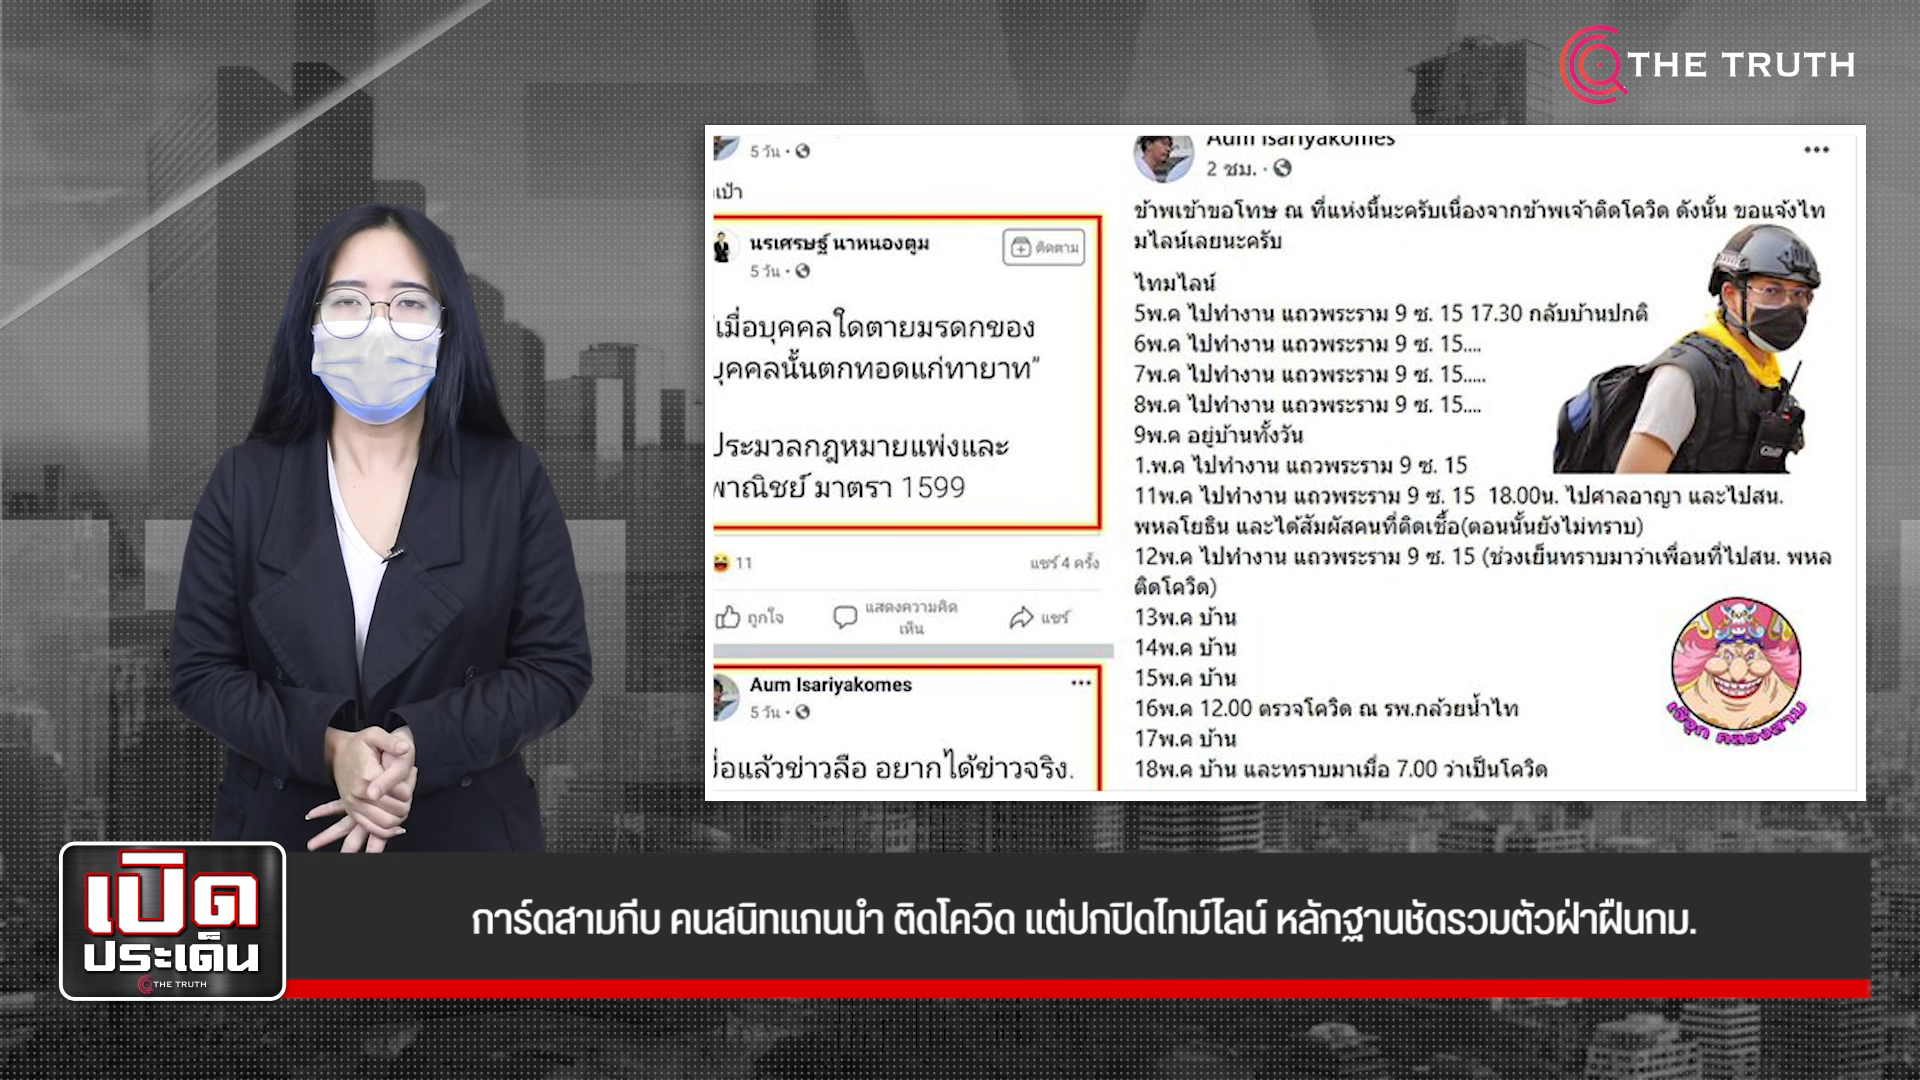 THE TRUTH
5 วัน
นรเศรษฐ์ นาหนองตูม
ติดตาม
5 วัน
เมื่อบุคคลใดตายมรดกของ
บุคคลนั้นตกทอดแก่ทายาท"
ประมวลกฎหมายแพ่งและ
พาณิชย์ มาตรา 1599
11
แชร์ 4 ครั้ง
ถูกใจ
แสดงความคิด
เห็น
แชร์
Aum Isariyakomes
5 วัน
อแล้วข่าวลือ อยากได้ข่าวจริง.
Aum Isariyakomes
2 ชม.
ข้าพเข้าขอโทษ ณ ที่แห่งนี้นะครับเนื่องจากข้าพเจ้าติดโควิด ดังนั้น ขอแจ้งไท
มไลน์เลยนะครับ
ไทมไลน์
5พ.ค ไปทำงาน แถวพระราม 9 ซ. 15 17.30 กลับบ้านปกติ
6พ.ค ไปทำงาน แถวพระราม 9 ซ. 15....
7พ.ค ไปทำงาน แถวพระราม 9 ซ. 15.....
8พ.ค ไปทำงาน แถวพระราม 9 ซ. 15....
9พ.ค อยู่บ้านทั้งวัน
1.พ.ค ไปทำงาน แถวพระราม 9 ซ. 15
11พ.ค ไปทำงาน แถวพระราม 9 ซ. 15 18.00น. ไปศาลอาญา และไปสน.
พหลโยธิน และได้สัมผัสคนที่ติดเชื้อ(ตอนนั้นยังไม่ทราบ)
12พ.ค ไปทำงาน แถวพระราม 9 ซ. 15 (ช่วงเย็นทราบมาว่าเพื่อนที่ไปสน. พหล
ติดโควิด)
13พ.ค บ้าน
14พ.ค บ้าน
15พ.ค บ้าน
16พ.ค 12.00 ตรวจโควิด ณ รพ.กล้วยน้ำไท
17พ.ค บ้าน
18พ.ค บ้าน และทราบมาเมื่อ 7.00 ว่าเป็นโควิด
เจ๊จุก คลองสาม
เปิด
ประเด็น
THE TRUTH
การ์ดสามกีบ คนสนิทแกนนำ ติดโควิด แต่ปกปิดไทม์ไลน์ หลักฐานชัดรวมตัวฝ่าฝืนกม.